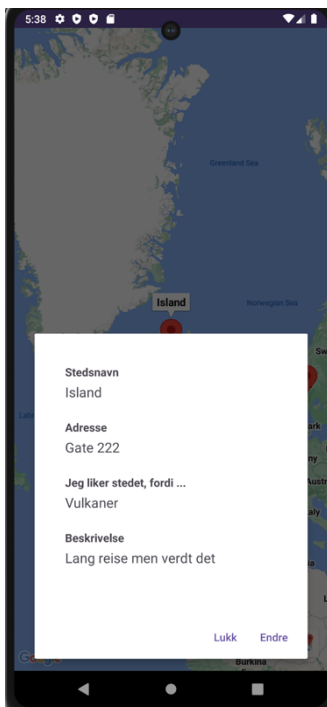 5:38
Greenland Sea
Island
Norwegian Sea
Stedsnavn
Island
Adresse
Gate 222
Jeg liker stedet, fordi ...
Vulkaner
Beskrivelse
Lang reise men verdt det
Lukk Endre
Burkina